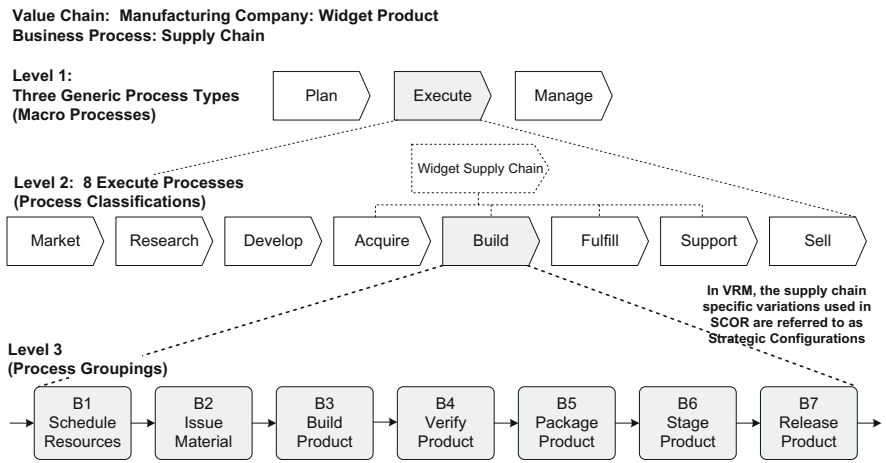 Value Chain: Manufacturing Company: Widget Product
Business Process: Supply Chain
Level 1:
Three Generic Process Types
(Macro Processes)
Plan
Execute
Manage
Widget Supply Chain
Level 2: 8 Execute Processes
(Process Classifications)
Market
Research
Develop
Acquire
Build
Fulfill
Support
Sell
In VRM, the supply chain
specific variations used in
SCOR are referred to as
Strategic Configurations
Level 3
(Process Groupings)
B1
Schedule
Resources
B2
Issue
Material
B3
Build
Product
B4
Verify
Product
B5
Package
Product
B6
Stage
Product
B7
Release
Product